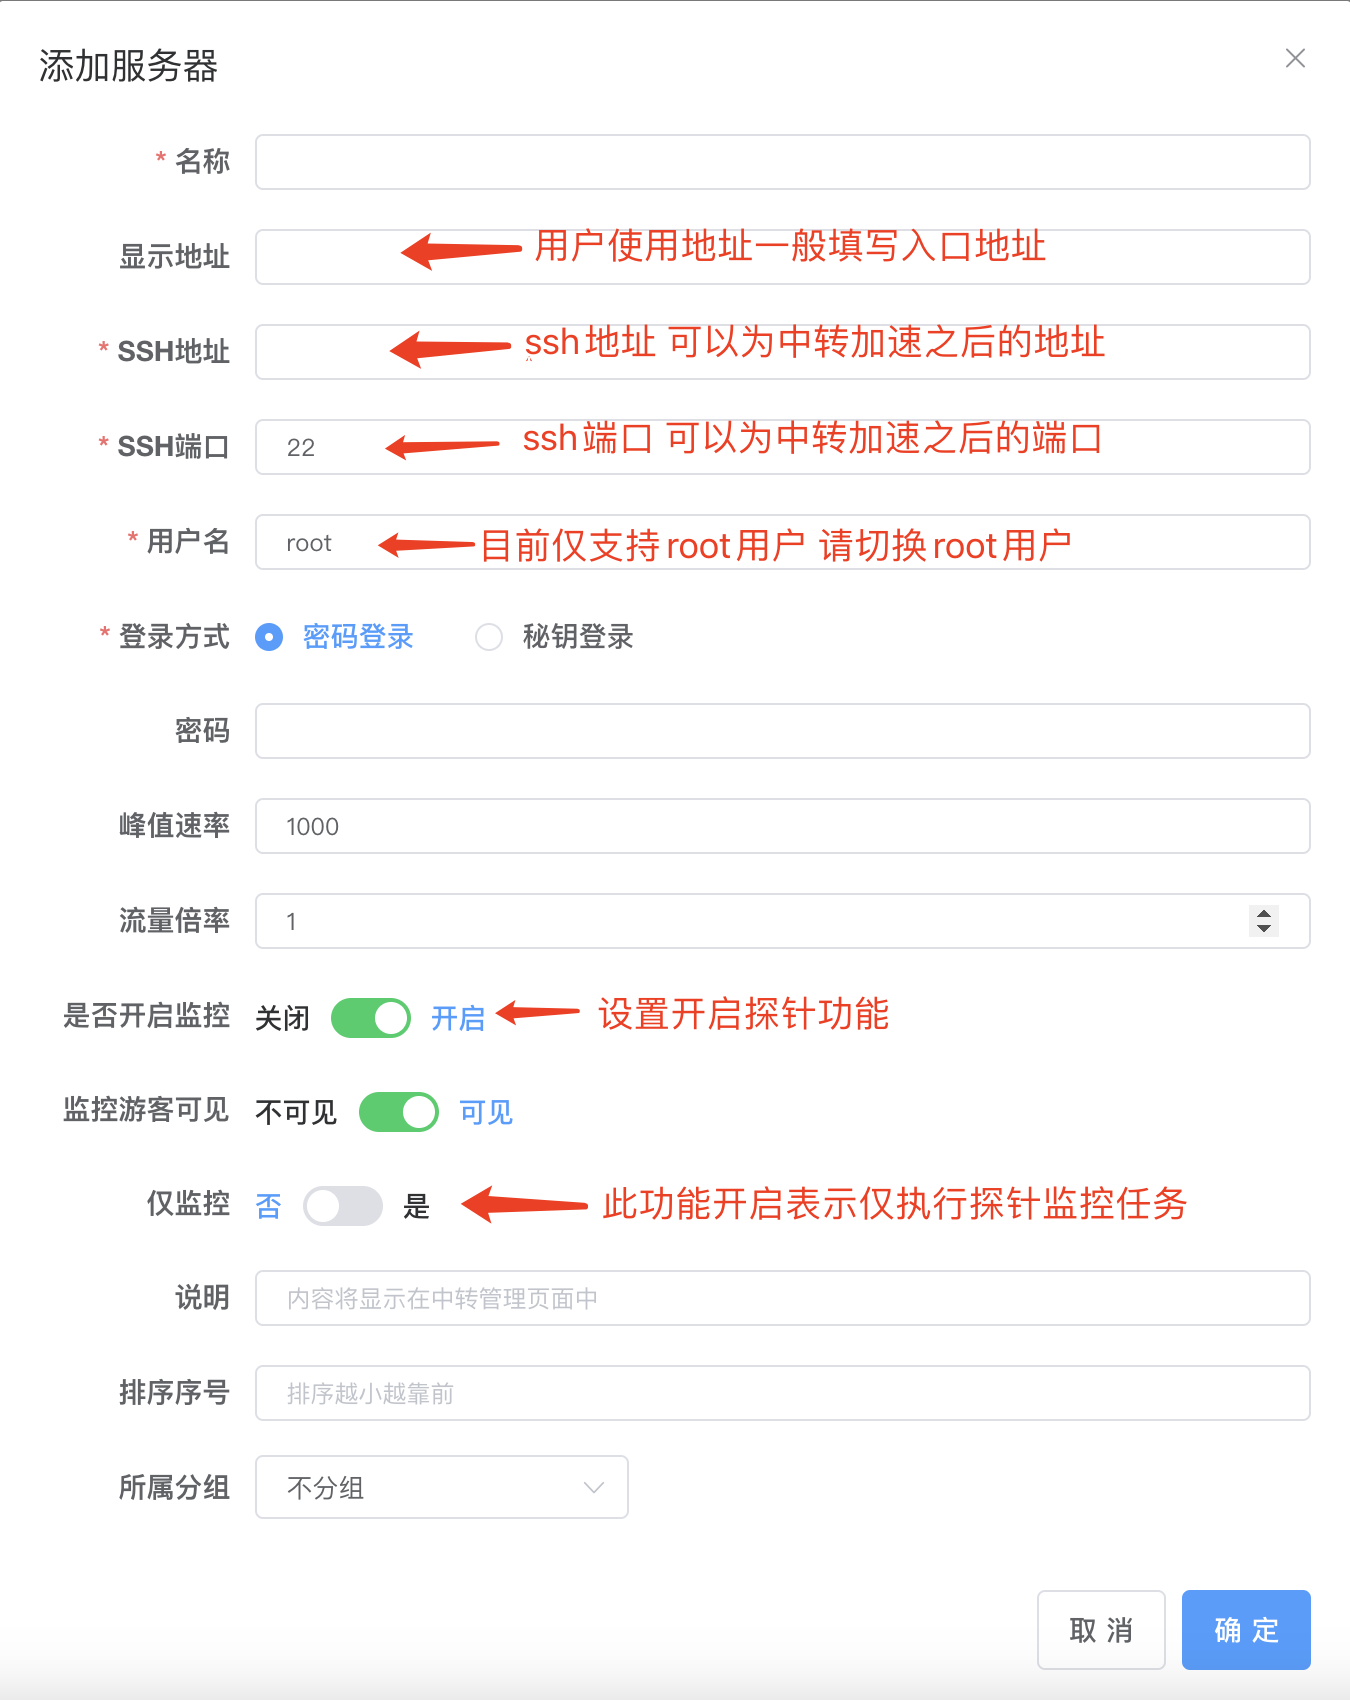 添加服务器
* 名称
显示地址 用户使用地址一般填写入口地址
* SSH地址 ssh地址 可以为中转加速之后的地址
* SSH端口 22 ssh端口 可以为中转加速之后的端口
* 用户名 root 目前仅支持root用户 请切换root用户
* 登录方式 密码登录 秘钥登录
密码
峰值速率 1000
流量倍率 1
是否开启监控 关闭 开启 设置开启探针功能
监控游客可见 不可见 可见
仅监控 否 是 此功能开启表示仅执行探针监控任务
说明 内容将显示在中转管理页面中
排序序号 排序越小越靠前
所属分组 不分组
取消 确定